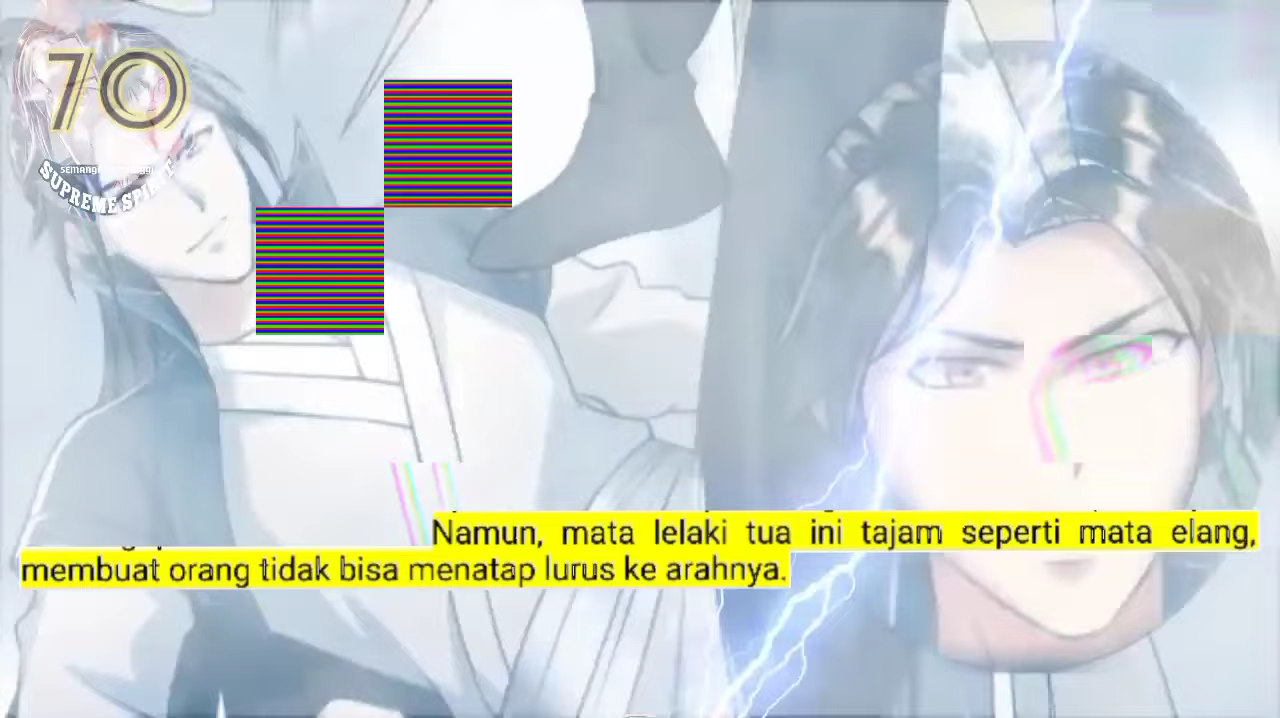 70
SUPREME SPIRIT
Namun, mata lelaki tua ini tajam seperti mata elang,
membuat orang tidak bisa menatap lurus ke arahnya.